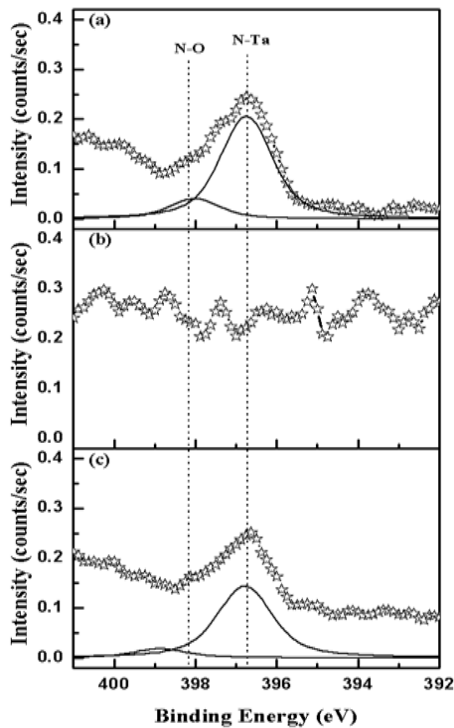 (a)
N-O
N-Ta
0.4
0.3
0.2
0.1
0.0
Intensity (counts/sec)
(b)
0.4
0.3
0.2
0.1
0.0
Intensity (counts/sec)
(c)
0.4
0.3
0.2
0.1
0.0
Intensity (counts/sec)
400 398 396 394 392
Binding Energy (eV)